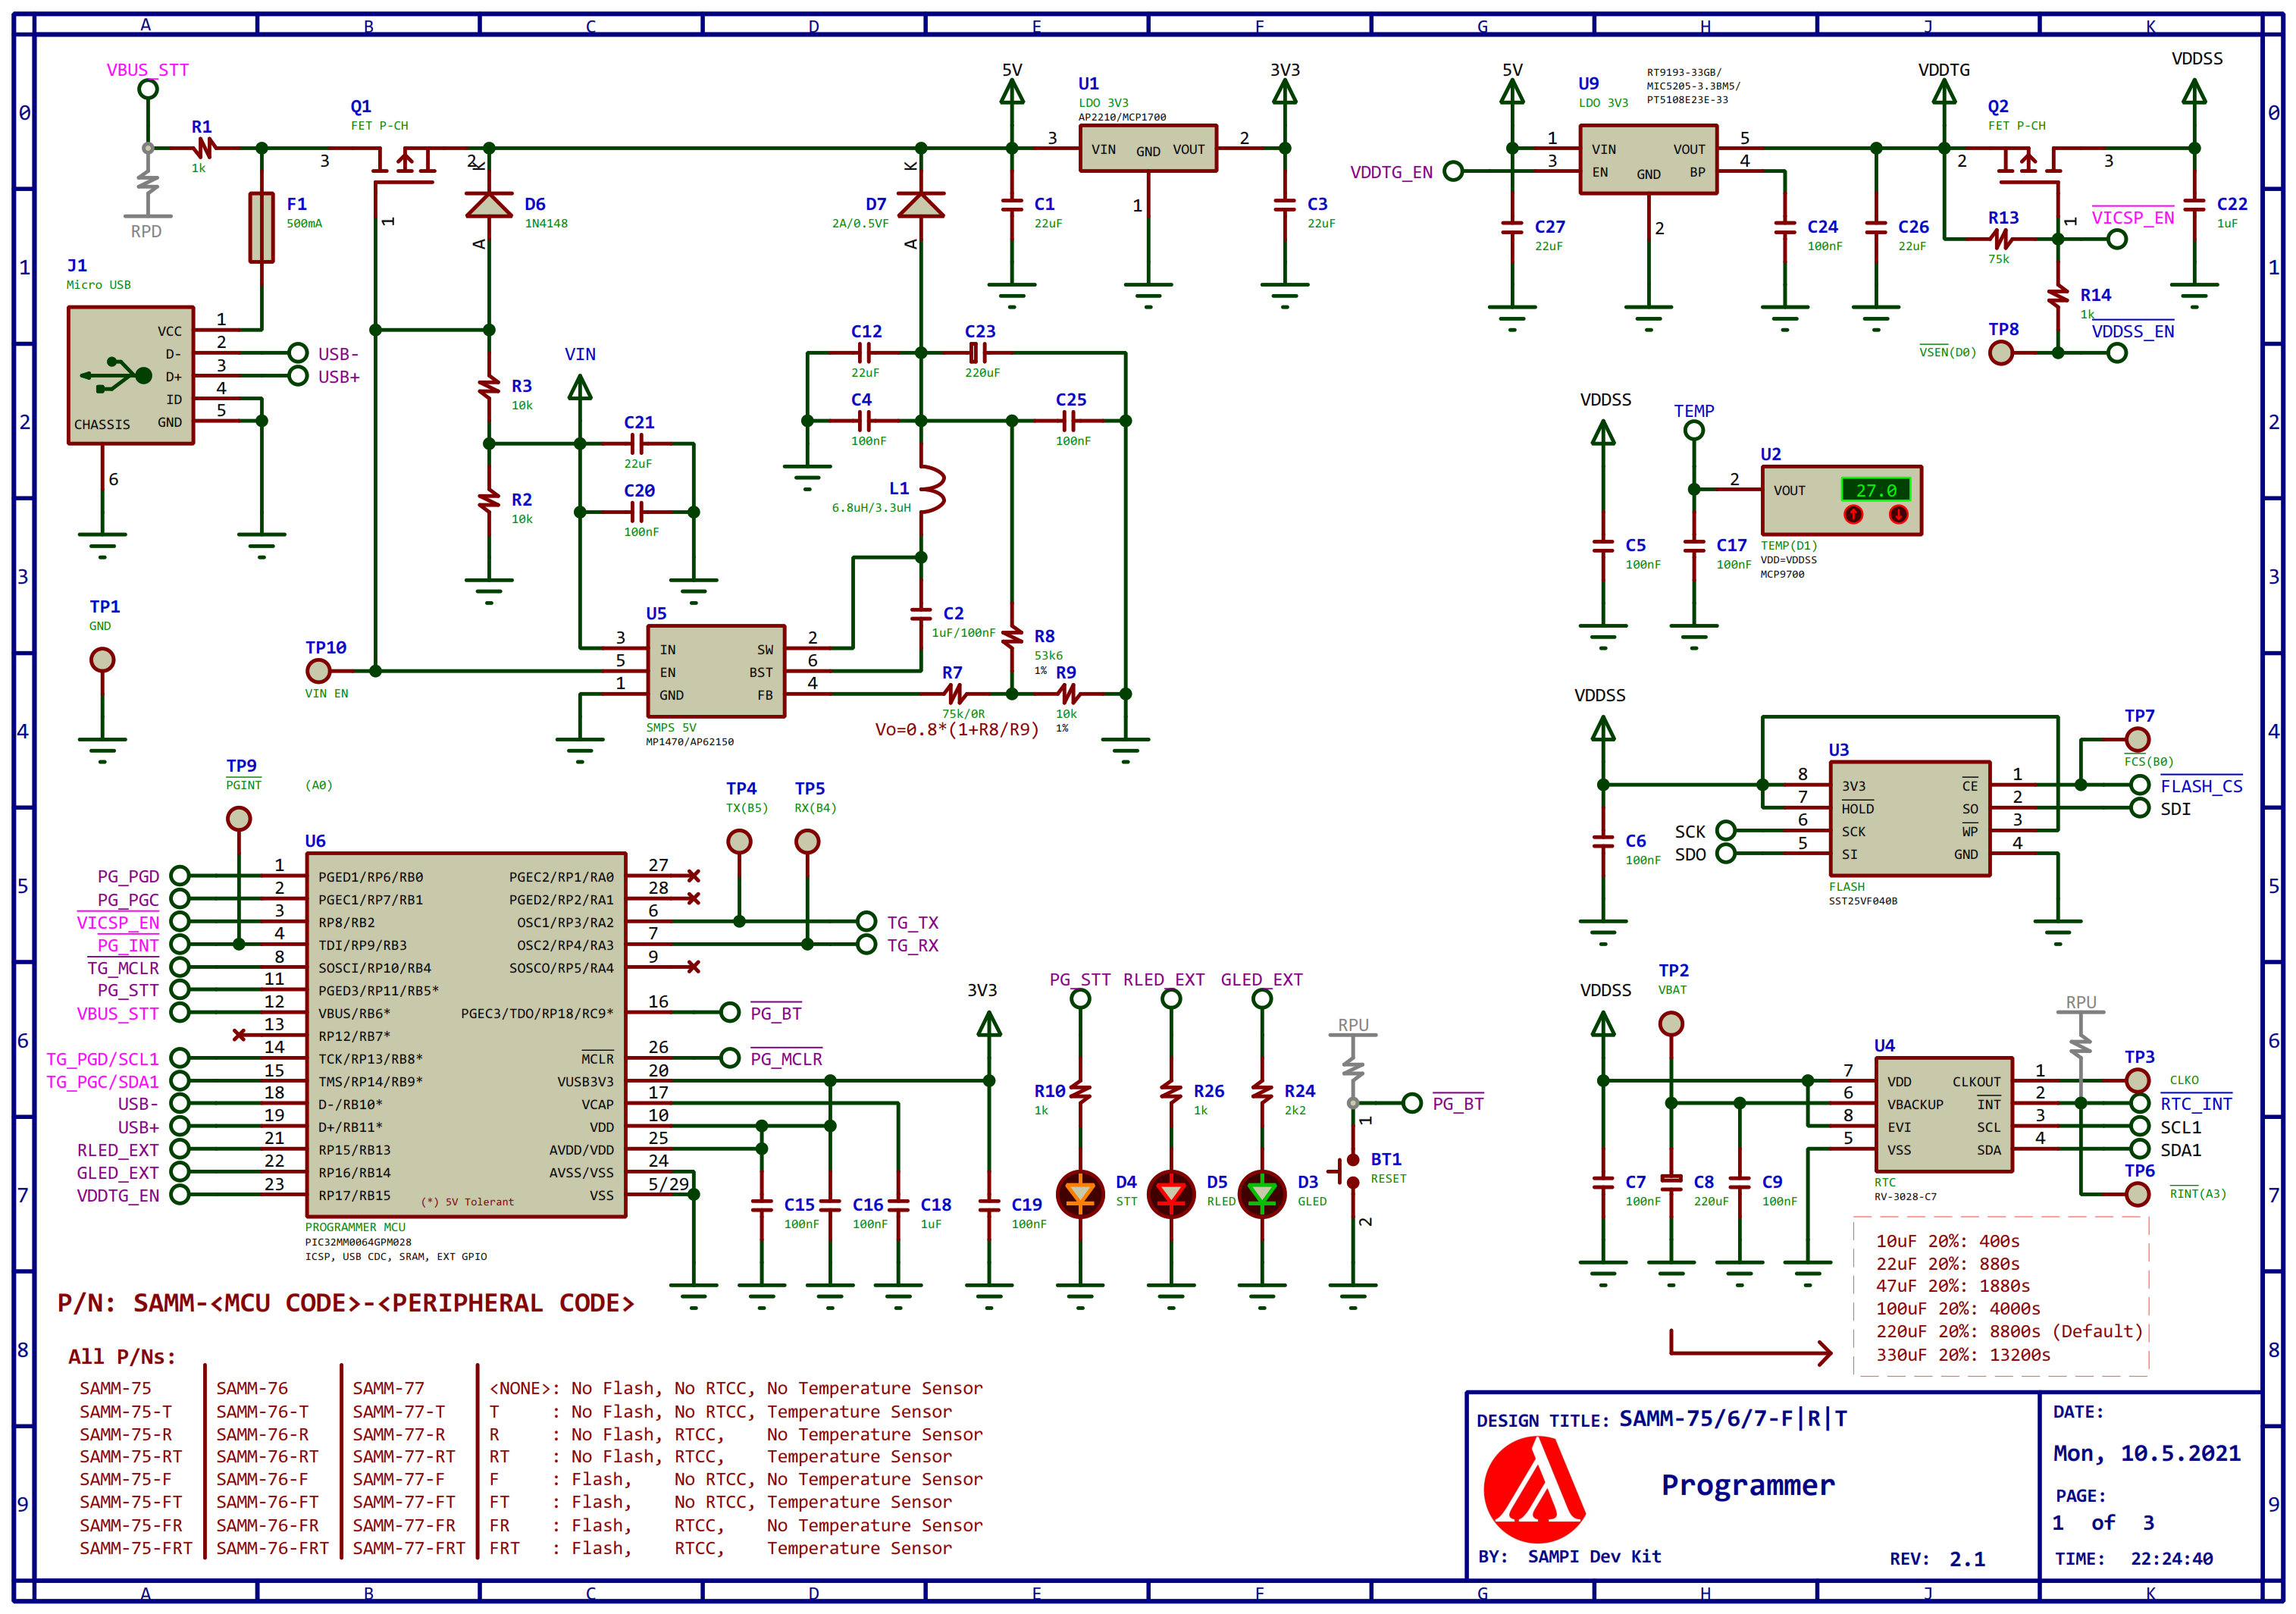 A B C D E F G H J K
0 1 2 3 4 5 6 7 8 9
VBUS_STT
R1
1k
RPD
F1
500mA
Q1
FET P-CH
3
2
1
K
D6
1N4148
A
J1
Micro USB
VCC 1
D- 2 USB-
D+ 3 USB+
ID 4
CHASSIS GND 5
6
TP1
GND
TP10
VIN EN
R3
10k
R2
10k
VIN
C21
22uF
C20
100nF
U5
3 IN SW 2
5 EN BST 6
1 GND FB 4
SMPS 5V
MP1470/AP62150
K
D7
2A/0.5VF
A
C12
22uF
C23
220uF
C4
100nF
C25
100nF
L1
6.8uH/3.3uH
C2
1uF/100nF
R8
53k6
1%
R7
75k/0R
R9
10k
1%
Vo=0.8*(1+R8/R9)
5V
C1
22uF
U1
LDO 3V3
AP2210/MCP1700
3 VIN GND VOUT 2
1
3V3
C3
22uF
5V
U9
LDO 3V3
RT9193-33GB/
MIC5205-3.3BM5/
PT5108E23E-33
1 VIN VOUT 5
VDDTG_EN 3 EN GND BP 4
2
C27
22uF
C24
100nF
C26
22uF
VDDTG
Q2
FET P-CH
2
3
1
VDDSS
R13
75k
VICSP_EN
C22
1uF
R14
1k
TP8
VSEN(D0)
VDDSS_EN
VDDSS
C5
100nF
TEMP
C17
100nF
U2
2 VOUT 27.0
TEMP(D1)
VDD=VDDSS
MCP9700
VDDSS
C6
100nF
U3
8 3V3 CE 1
7 HOLD SO 2
SCK 6 SCK WP 3
SDO 5 SI GND 4
FLASH
SST25VF040B
TP7
FCS(B0)
FLASH_CS
SDI
TP9
PGINT (A0)
TP4
TX(B5)
TP5
RX(B4)
U6
PG_PGD 1 PGED1/RP6/RB0
PG_PGC 2 PGEC1/RP7/RB1
VICSP_EN 3 RP8/RB2
PG_INT 4 TDI/RP9/RB3
TG_MCLR 8 SOSCI/RP10/RB4
PG_STT 11 PGED3/RP11/RB5*
VBUS_STT 12 VBUS/RB6*
13 RP12/RB7*
TG_PGD/SCL1 14 TCK/RP13/RB8*
TG_PGC/SDA1 15 TMS/RP14/RB9*
USB- 18 D-/RB10*
USB+ 19 D+/RB11*
RLED_EXT 21 RP15/RB13
GLED_EXT 22 RP16/RB14
VDDTG_EN 23 RP17/RB15
(*) 5V Tolerant
PGEC2/RP1/RA0 27
PGED2/RP2/RA1 28
OSC1/RP3/RA2 6 TG_TX
OSC2/RP4/RA3 7 TG_RX
SOSCO/RP5/RA4 9
PGEC3/TDO/RP18/RC9* 16 PG_BT
MCLR 26 PG_MCLR
VUSB3V3 20
VCAP 17
VDD 10
AVDD/VDD 25
AVSS/VSS 24
VSS 5/29
PROGRAMMER MCU
PIC32MM0064GPM028
ICSP, USB CDC, SRAM, EXT GPIO
C15
100nF
C16
100nF
C18
1uF
3V3
C19
100nF
PG_STT RLED_EXT GLED_EXT
R10
1k
R26
1k
R24
2k2
D4
STT
D5
RLED
D3
GLED
RPU
PG_BT
1
BT1
RESET
2
VDDSS
TP2
VBAT
C7
100nF
C8
220uF
C9
100nF
U4
7 VDD CLKOUT 1
6 VBACKUP INT 2
8 EVI SCL 3
5 VSS SDA 4
RTC
RV-3028-C7
RPU
TP3
CLKO
RTC_INT
SCL1
SDA1
TP6
RINT(A3)
10uF 20%: 400s
22uF 20%: 880s
47uF 20%: 1880s
100uF 20%: 4000s
220uF 20%: 8800s (Default)
330uF 20%: 13200s
P/N: SAMM-<MCU CODE>-<PERIPHERAL CODE>
All P/Ns:
SAMM-75 SAMM-76 SAMM-77 <NONE>: No Flash, No RTCC, No Temperature Sensor
SAMM-75-T SAMM-76-T SAMM-77-T T : No Flash, No RTCC, Temperature Sensor
SAMM-75-R SAMM-76-R SAMM-77-R R : No Flash, RTCC, No Temperature Sensor
SAMM-75-RT SAMM-76-RT SAMM-77-RT RT : No Flash, RTCC, Temperature Sensor
SAMM-75-F SAMM-76-F SAMM-77-F F : Flash, No RTCC, No Temperature Sensor
SAMM-75-FT SAMM-76-FT SAMM-77-FT FT : Flash, No RTCC, Temperature Sensor
SAMM-75-FR SAMM-76-FR SAMM-77-FR FR : Flash, RTCC, No Temperature Sensor
SAMM-75-FRT SAMM-76-FRT SAMM-77-FRT FRT : Flash, RTCC, Temperature Sensor
DESIGN TITLE: SAMM-75/6/7-F|R|T
Programmer
BY: SAMPI Dev Kit
REV: 2.1
DATE:
Mon, 10.5.2021
PAGE:
1 of 3
TIME: 22:24:40
A B C D E F G H J K
0 1 2 3 4 5 6 7 8 9